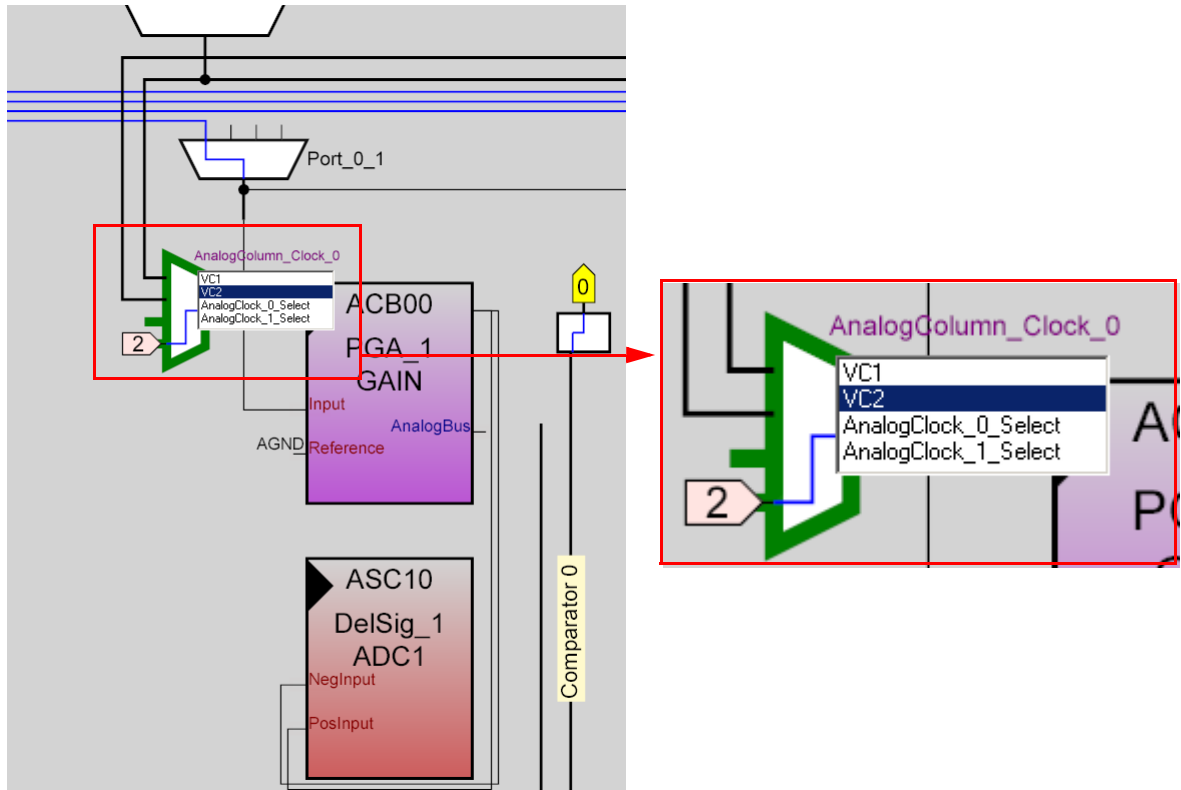 Port_0_1
AnalogColumn_Clock_0
VC1
VC2
AnalogClock_0_Select
AnalogClock_1_Select
2
ACB00
PGA_1
GAIN
Input
AnalogBus
AGND
Reference
0
Comparator 0
ASC10
DelSig_1
ADC1
NegInput
PosInput
AnalogColumn_Clock_0
VC1
VC2
AnalogClock_0_Select
AnalogClock_1_Select
2
AC
P